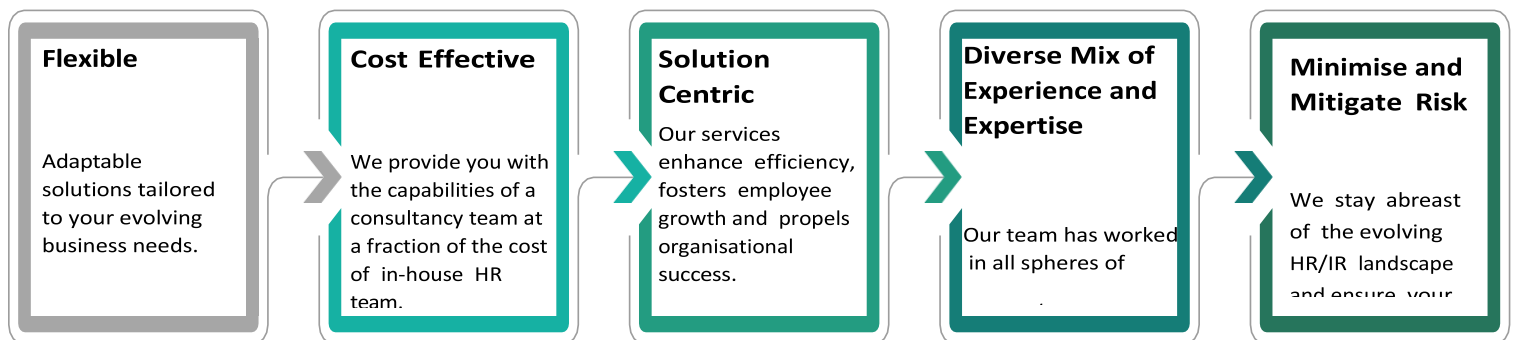 Flexible
Adaptable
solutions tailored
to your evolving
business needs.
Cost Effective
We provide you with
the capabilities of a
consultancy team at
a fraction of the cost
of in-house HR
team.
Solution
Centric
Our services
enhance efficiency,
fosters employee
growth and propels
organisational
success.
Diverse Mix of
Experience and
Expertise
Our team has worked
in all spheres of
Minimise and
Mitigate Risk
We stay abreast
of the evolving
HR/IR landscape
and ensure your